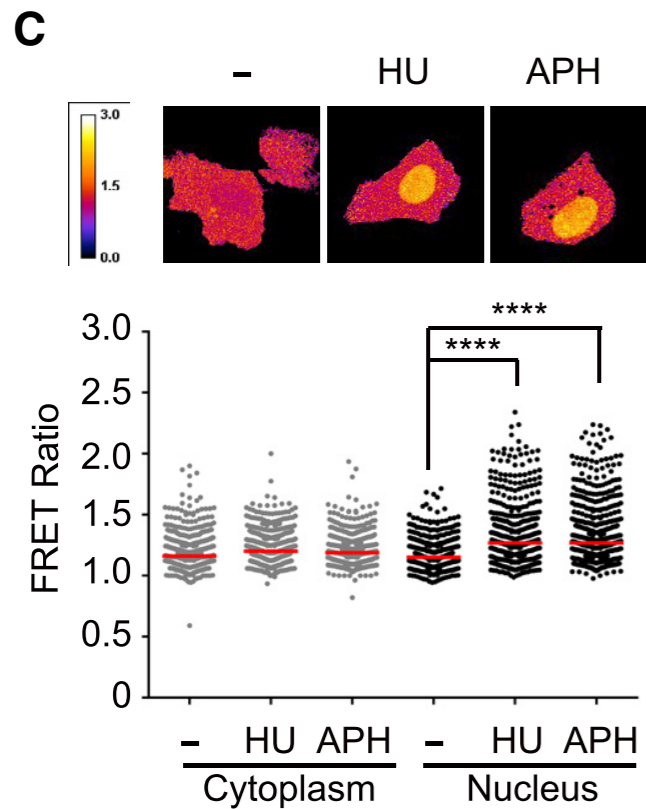 C
– HU APH
3.0
1.5
0.0
****
****
3.0
2.5
2.0
1.5
1.0
0.5
0
FRET Ratio
– HU APH – HU APH
Cytoplasm Nucleus